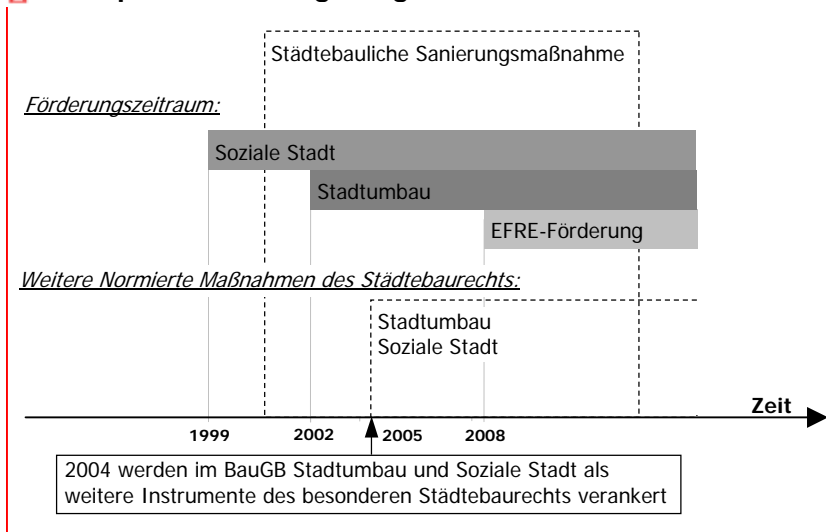 Städtebauliche Sanierungsmaßnahme
Förderungszeitraum:
Soziale Stadt
Stadtumbau
EFRE-Förderung
Weitere Normierte Maßnahmen des Städtebaurechts:
Stadtumbau
Soziale Stadt
Zeit
1999 2002 2005 2008
2004 werden im BauGB Stadtumbau und Soziale Stadt als
weitere Instrumente des besonderen Städtebaurechts verankert